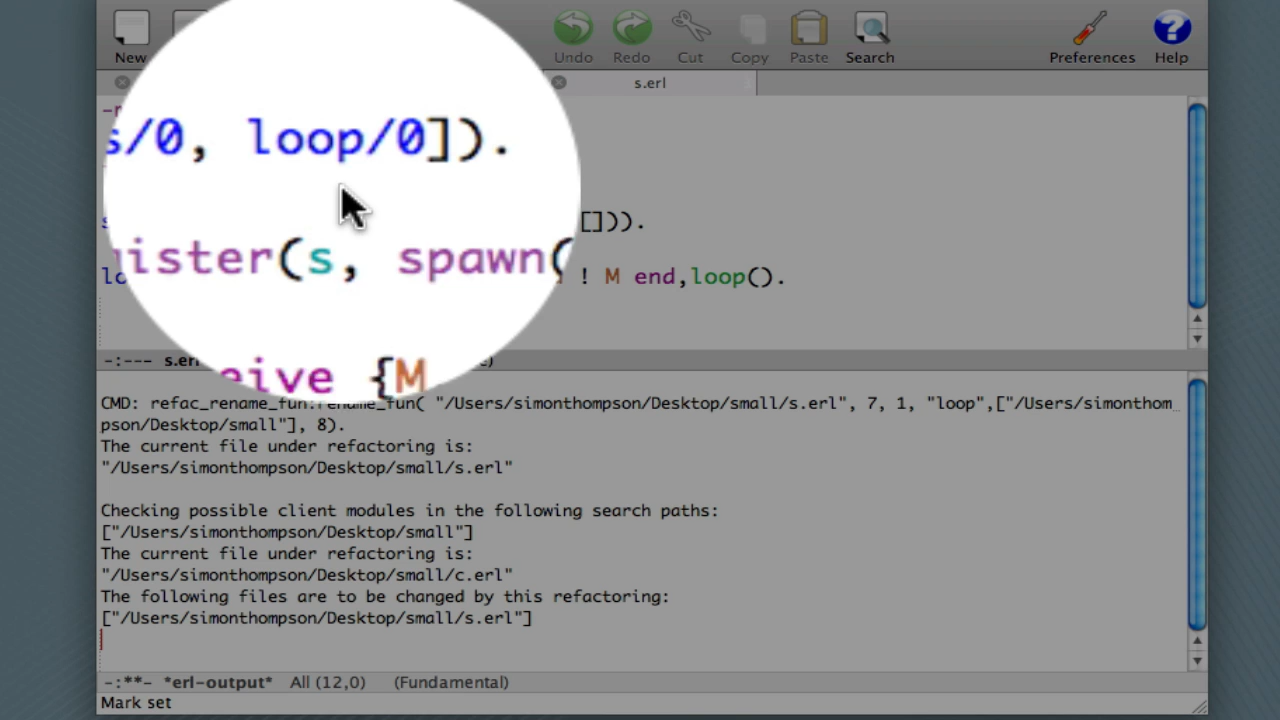 New Undo Redo Cut Copy Paste Search Preferences Help
s.erl
s/0, loop/0]).
[])).
ister(s, spawn(
! M end,loop().
eive {M
-:--- s.erl
CMD: refac_rename_fun:rename_fun( "/Users/simonthompson/Desktop/small/s.erl", 7, 1, "loop",["/Users/simonthom
pson/Desktop/small"], 8).
The current file under refactoring is:
"/Users/simonthompson/Desktop/small/s.erl"
Checking possible client modules in the following search paths:
["/Users/simonthompson/Desktop/small"]
The current file under refactoring is:
"/Users/simonthompson/Desktop/small/c.erl"
The following files are to be changed by this refactoring:
["/Users/simonthompson/Desktop/small/s.erl"]
-:**- *erl-output* All (12,0) (Fundamental)
Mark set